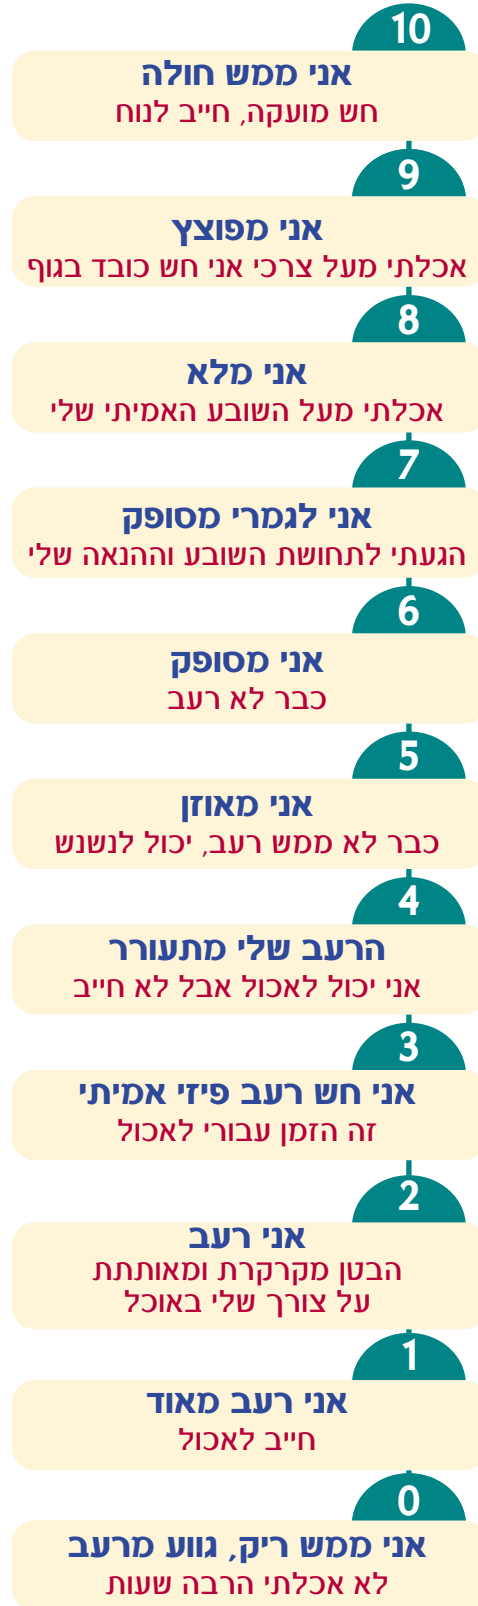 10
אני ממש חולה
חש מועקה, חייב לנוח
9
אני מפוצץ
אכלתי מעל צרכי אני חש כובד בגוף
8
אני מלא
אכלתי מעל השובע האמיתי שלי
7
אני לגמרי מסופק
הגעתי לתחושת השובע וההנאה שלי
6
אני מסופק
כבר לא רעב
5
אני מאוזן
כבר לא ממש רעב, יכול לנשנש
4
הרעב שלי מתעורר
אני יכול לאכול אבל לא חייב
3
אני חש רעב פיזי אמיתי
זה הזמן עבורי לאכול
2
אני רעב
הבטן מקרקרת ומאותתת
על צורך שלי באוכל
1
אני רעב מאוד
חייב לאכול
0
אני ממש ריק, גווע מרעב
לא אכלתי הרבה שעות